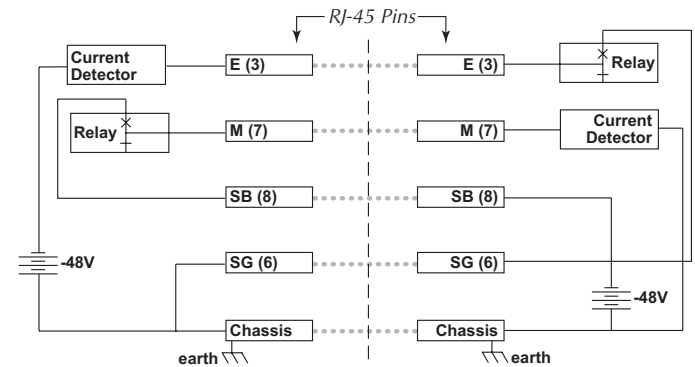 RJ-45 Pins
Current Detector
E (3)
E (3)
Relay
Relay
M (7)
M (7)
Current Detector
SB (8)
SB (8)
-48V
SG (6)
SG (6)
-48V
Chassis
Chassis
earth
earth